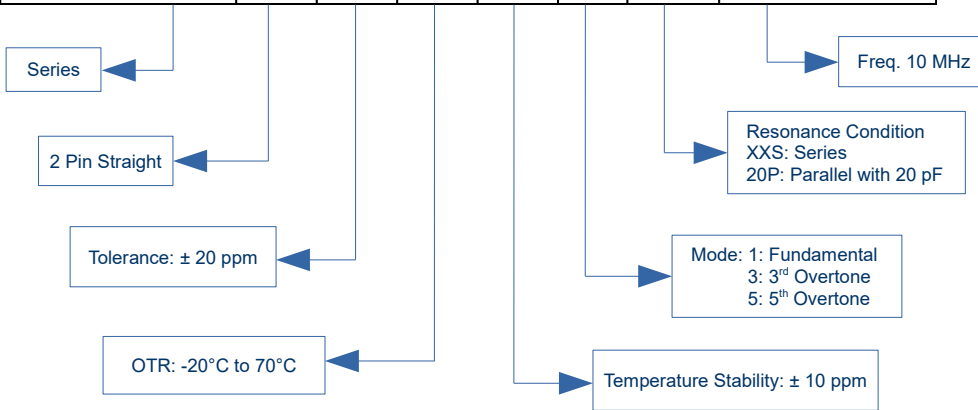 Series
Freq. 10 MHz
2 Pin Straight
Resonance Condition
XXS: Series
20P: Parallel with 20 pF
Tolerance: ± 20 ppm
Mode: 1: Fundamental
3: 3rd Overtone
5: 5th Overtone
OTR: -20°C to 70°C
Temperature Stability: ± 10 ppm